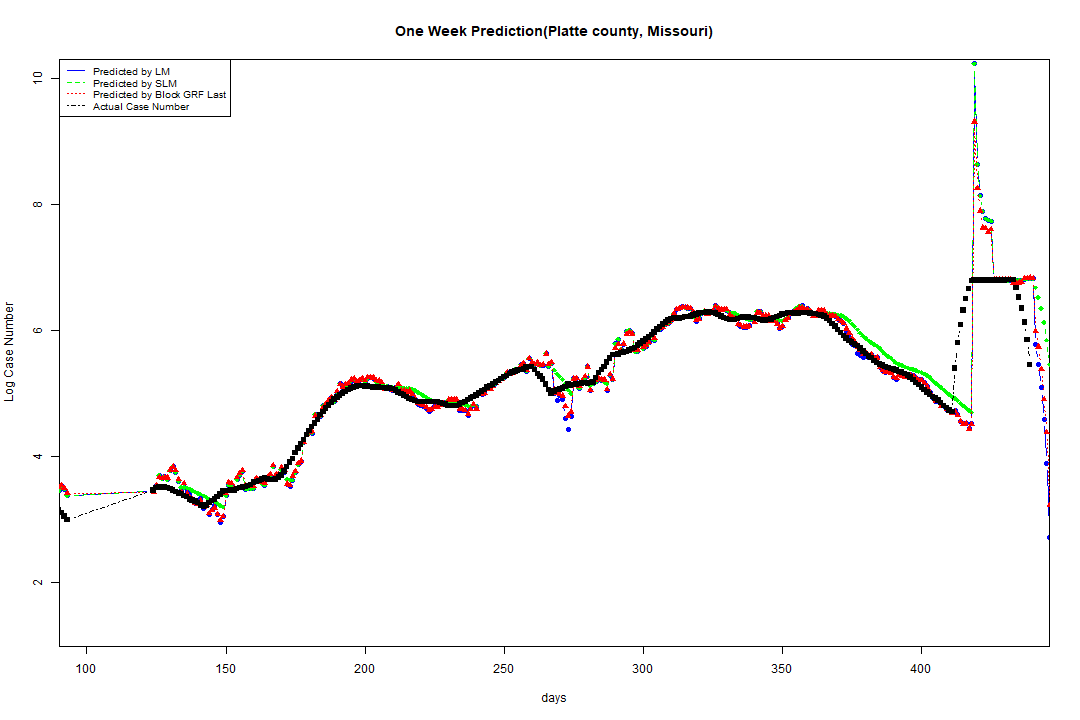 One Week Prediction(Platte county, Missouri)
Predicted by LM
Predicted by SLM
Predicted by Block GRF Last
Actual Case Number
10
8
6
4
2
Log Case Number
100 150 200 250 300 350 400
days